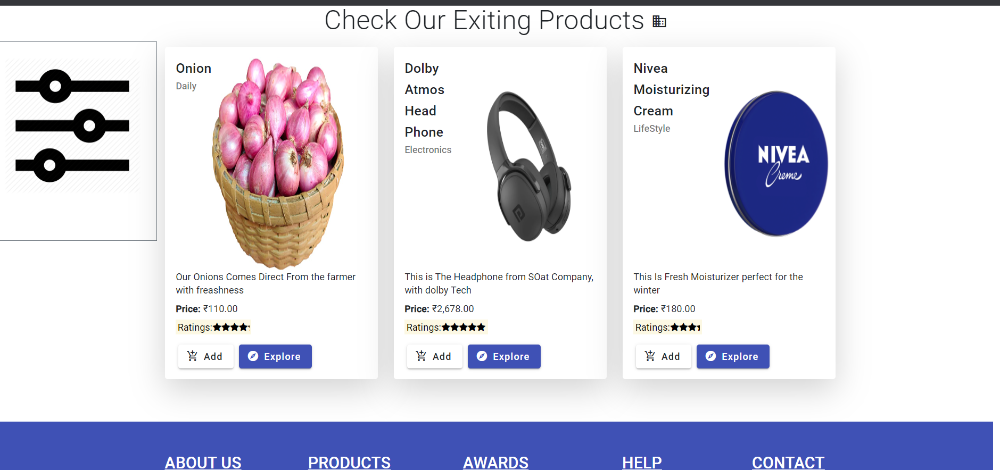 Check Our Exiting Products
Onion
Daily
Our Onions Comes Direct From the farmer
with freashness
Price: ₹110.00
Ratings:
Add Explore
Dolby
Atmos
Head
Phone
Electronics
This is The Headphone from SOat Company,
with dolby Tech
Price: ₹2,678.00
Ratings:
Add Explore
Nivea
Moisturizing
Cream
LifeStyle
NIVEA
Creme
This Is Fresh Moisturizer perfect for the
winter
Price: ₹180.00
Ratings:
Add Explore
ABOUT US PRODUCTS AWARDS HELP CONTACT